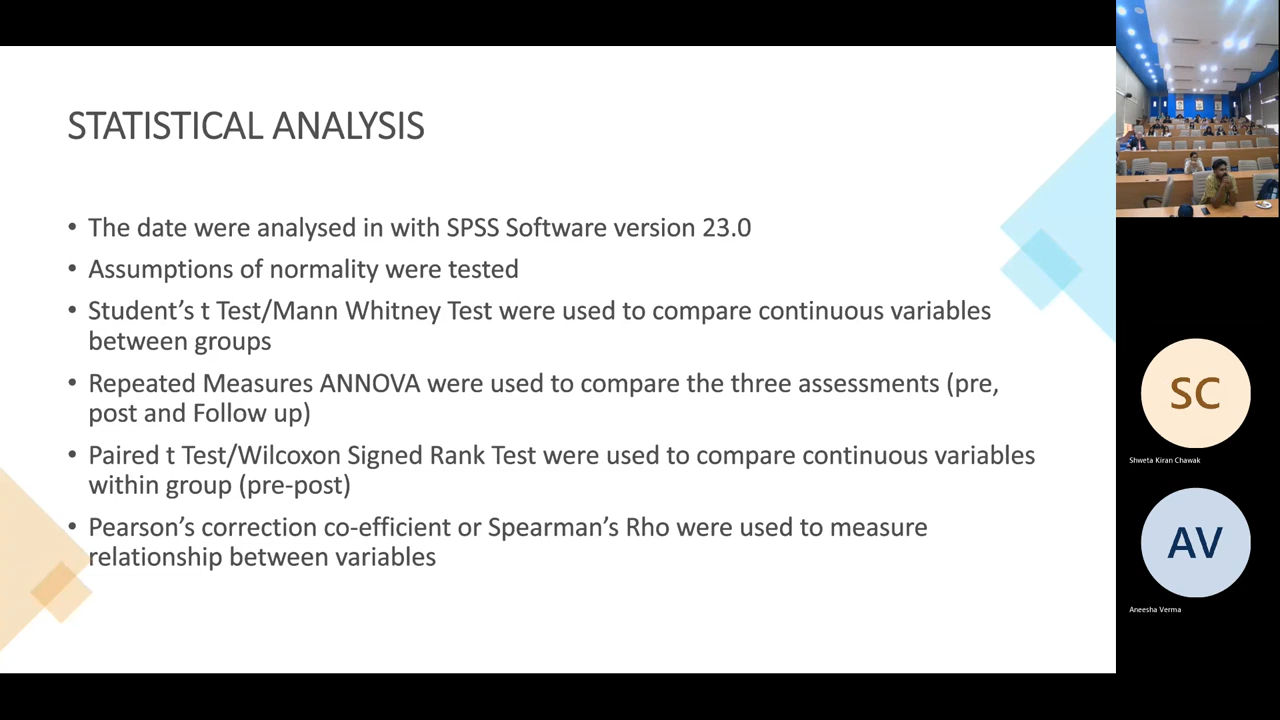 STATISTICAL ANALYSIS
• The date were analysed in with SPSS Software version 23.0
• Assumptions of normality were tested
• Student’s t Test/Mann Whitney Test were used to compare continuous variables
between groups
• Repeated Measures ANNOVA were used to compare the three assessments (pre,
post and Follow up)
• Paired t Test/Wilcoxon Signed Rank Test were used to compare continuous variables
within group (pre-post)
• Pearson’s correction co-efficient or Spearman’s Rho were used to measure
relationship between variables
SC
Shweta Kiran Chawak
AV
Aneesha Verma